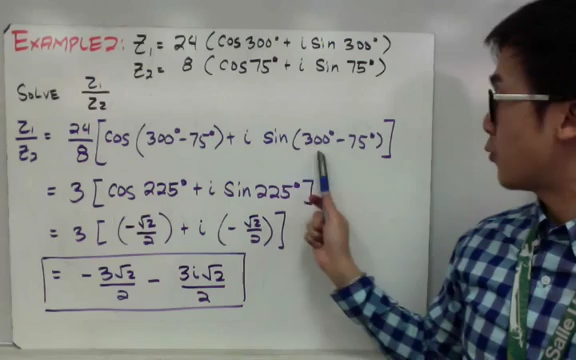 EXAMPLE 2: Z₁ = 24 (cos 300° + i sin 300°)
Z₂ = 8 (cos 75° + i sin 75°)
SOLVE Z₁/Z₂
Z₁/Z₂ = 24/8 [cos (300° - 75°) + i sin (300° - 75°)]
= 3 [cos 225° + i sin 225°]
= 3 [(-√2/2) + i (-√2/2)]
= - 3√2/2 - 3i√2/2